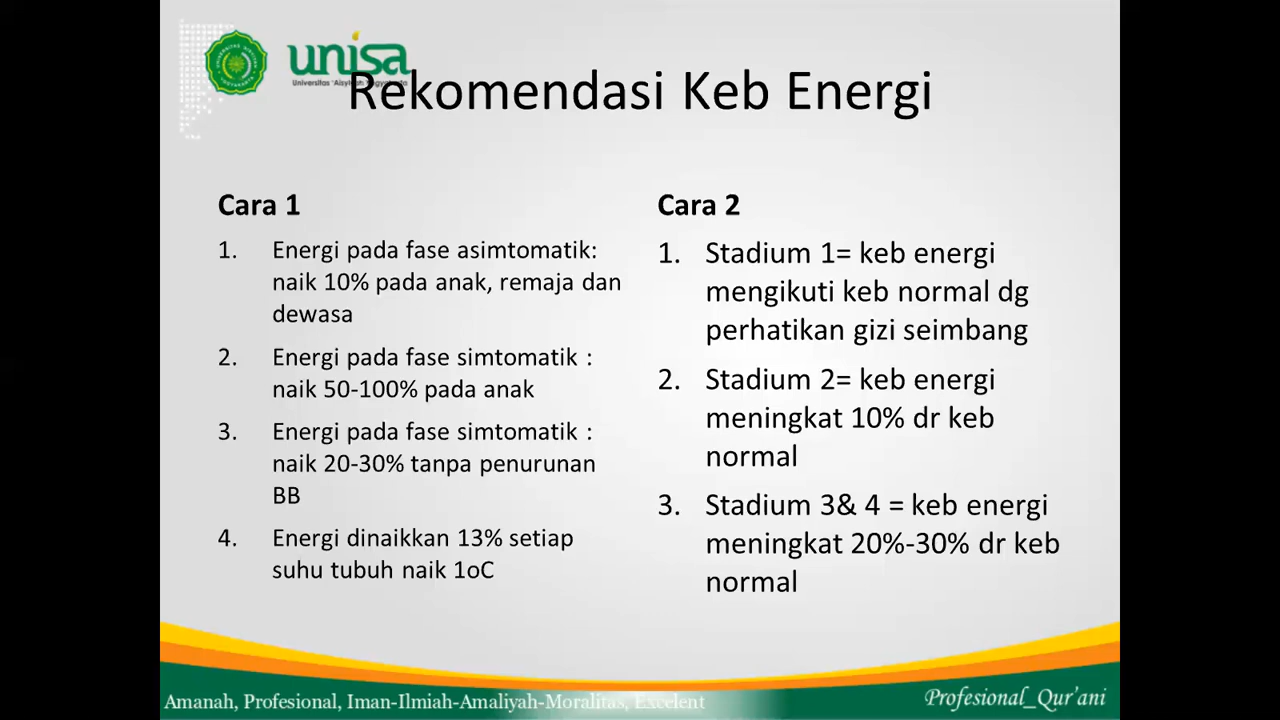 unisa
Universitas 'Aisyiyah Yogyakarta
Rekomendasi Keb Energi
Cara 1
1. Energi pada fase asimtomatik:
naik 10% pada anak, remaja dan
dewasa
2. Energi pada fase simtomatik :
naik 50-100% pada anak
3. Energi pada fase simtomatik :
naik 20-30% tanpa penurunan
BB
4. Energi dinaikkan 13% setiap
suhu tubuh naik 1oC
Cara 2
1. Stadium 1= keb energi
mengikuti keb normal dg
perhatikan gizi seimbang
2. Stadium 2= keb energi
meningkat 10% dr keb
normal
3. Stadium 3& 4 = keb energi
meningkat 20%-30% dr keb
normal
Amanah, Profesional, Iman-Ilmiah-Amaliyah-Moralitas, Excelent
Profesional_Qur'ani